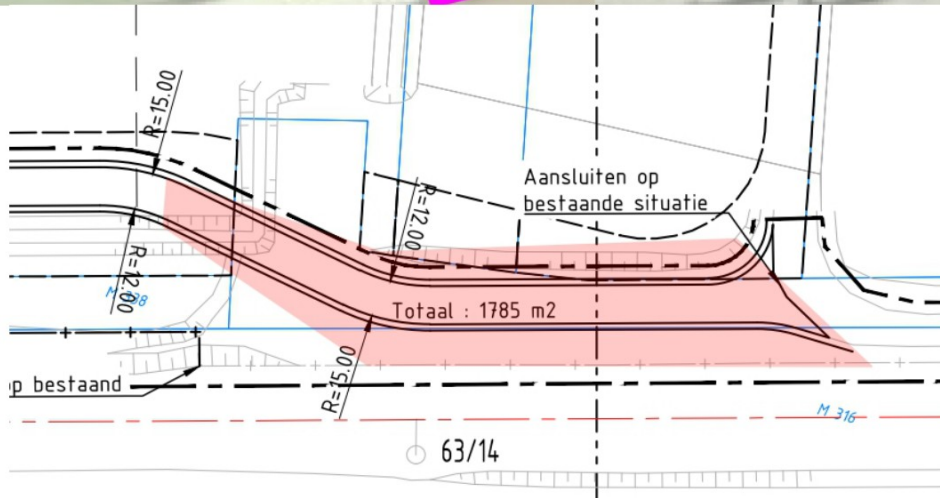 R=15.00
Aansluiten op
bestaande situatie
R=12.00
R=12.00
Totaal : 1785 m2
op bestaand
R=15.00
M 316
63/14